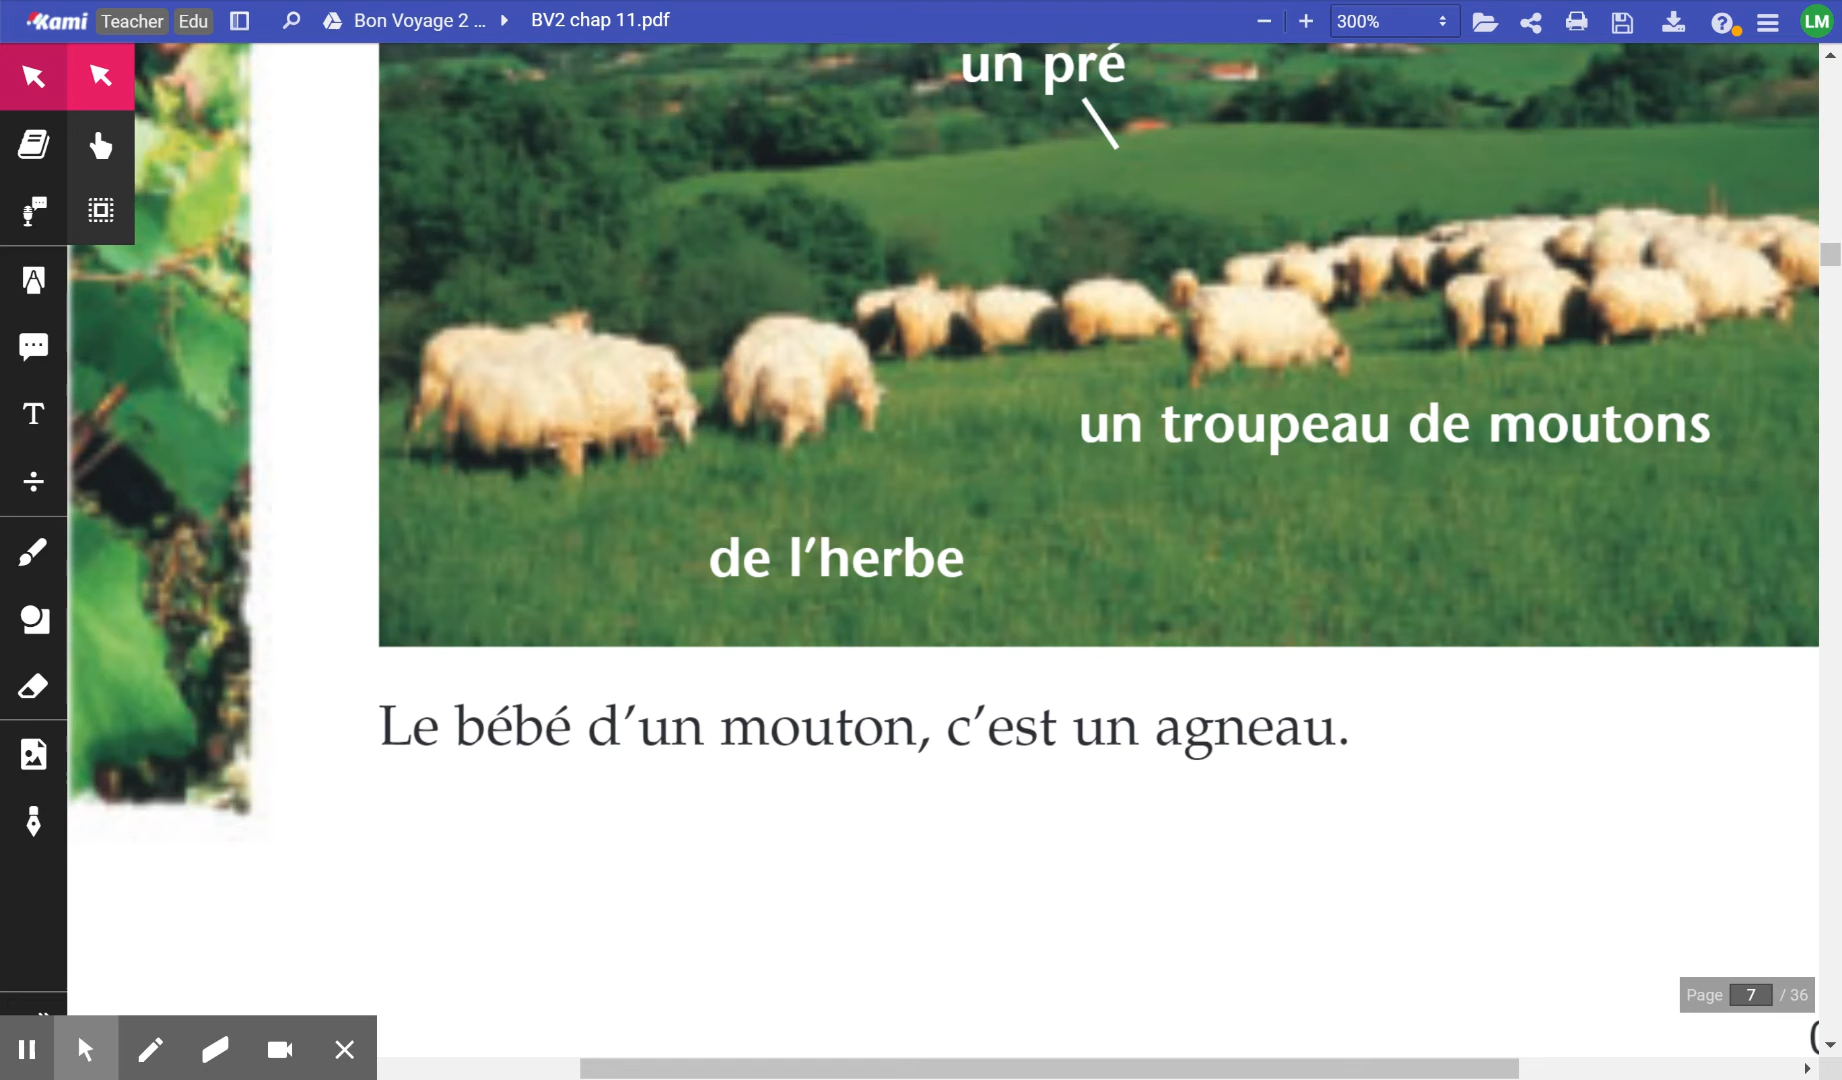 Kami Teacher Edu Bon Voyage 2 ... BV2 chap 11.pdf 300% LM
un pré
un troupeau de moutons
de l'herbe
Le bébé d'un mouton, c'est un agneau.
Page 7 / 36